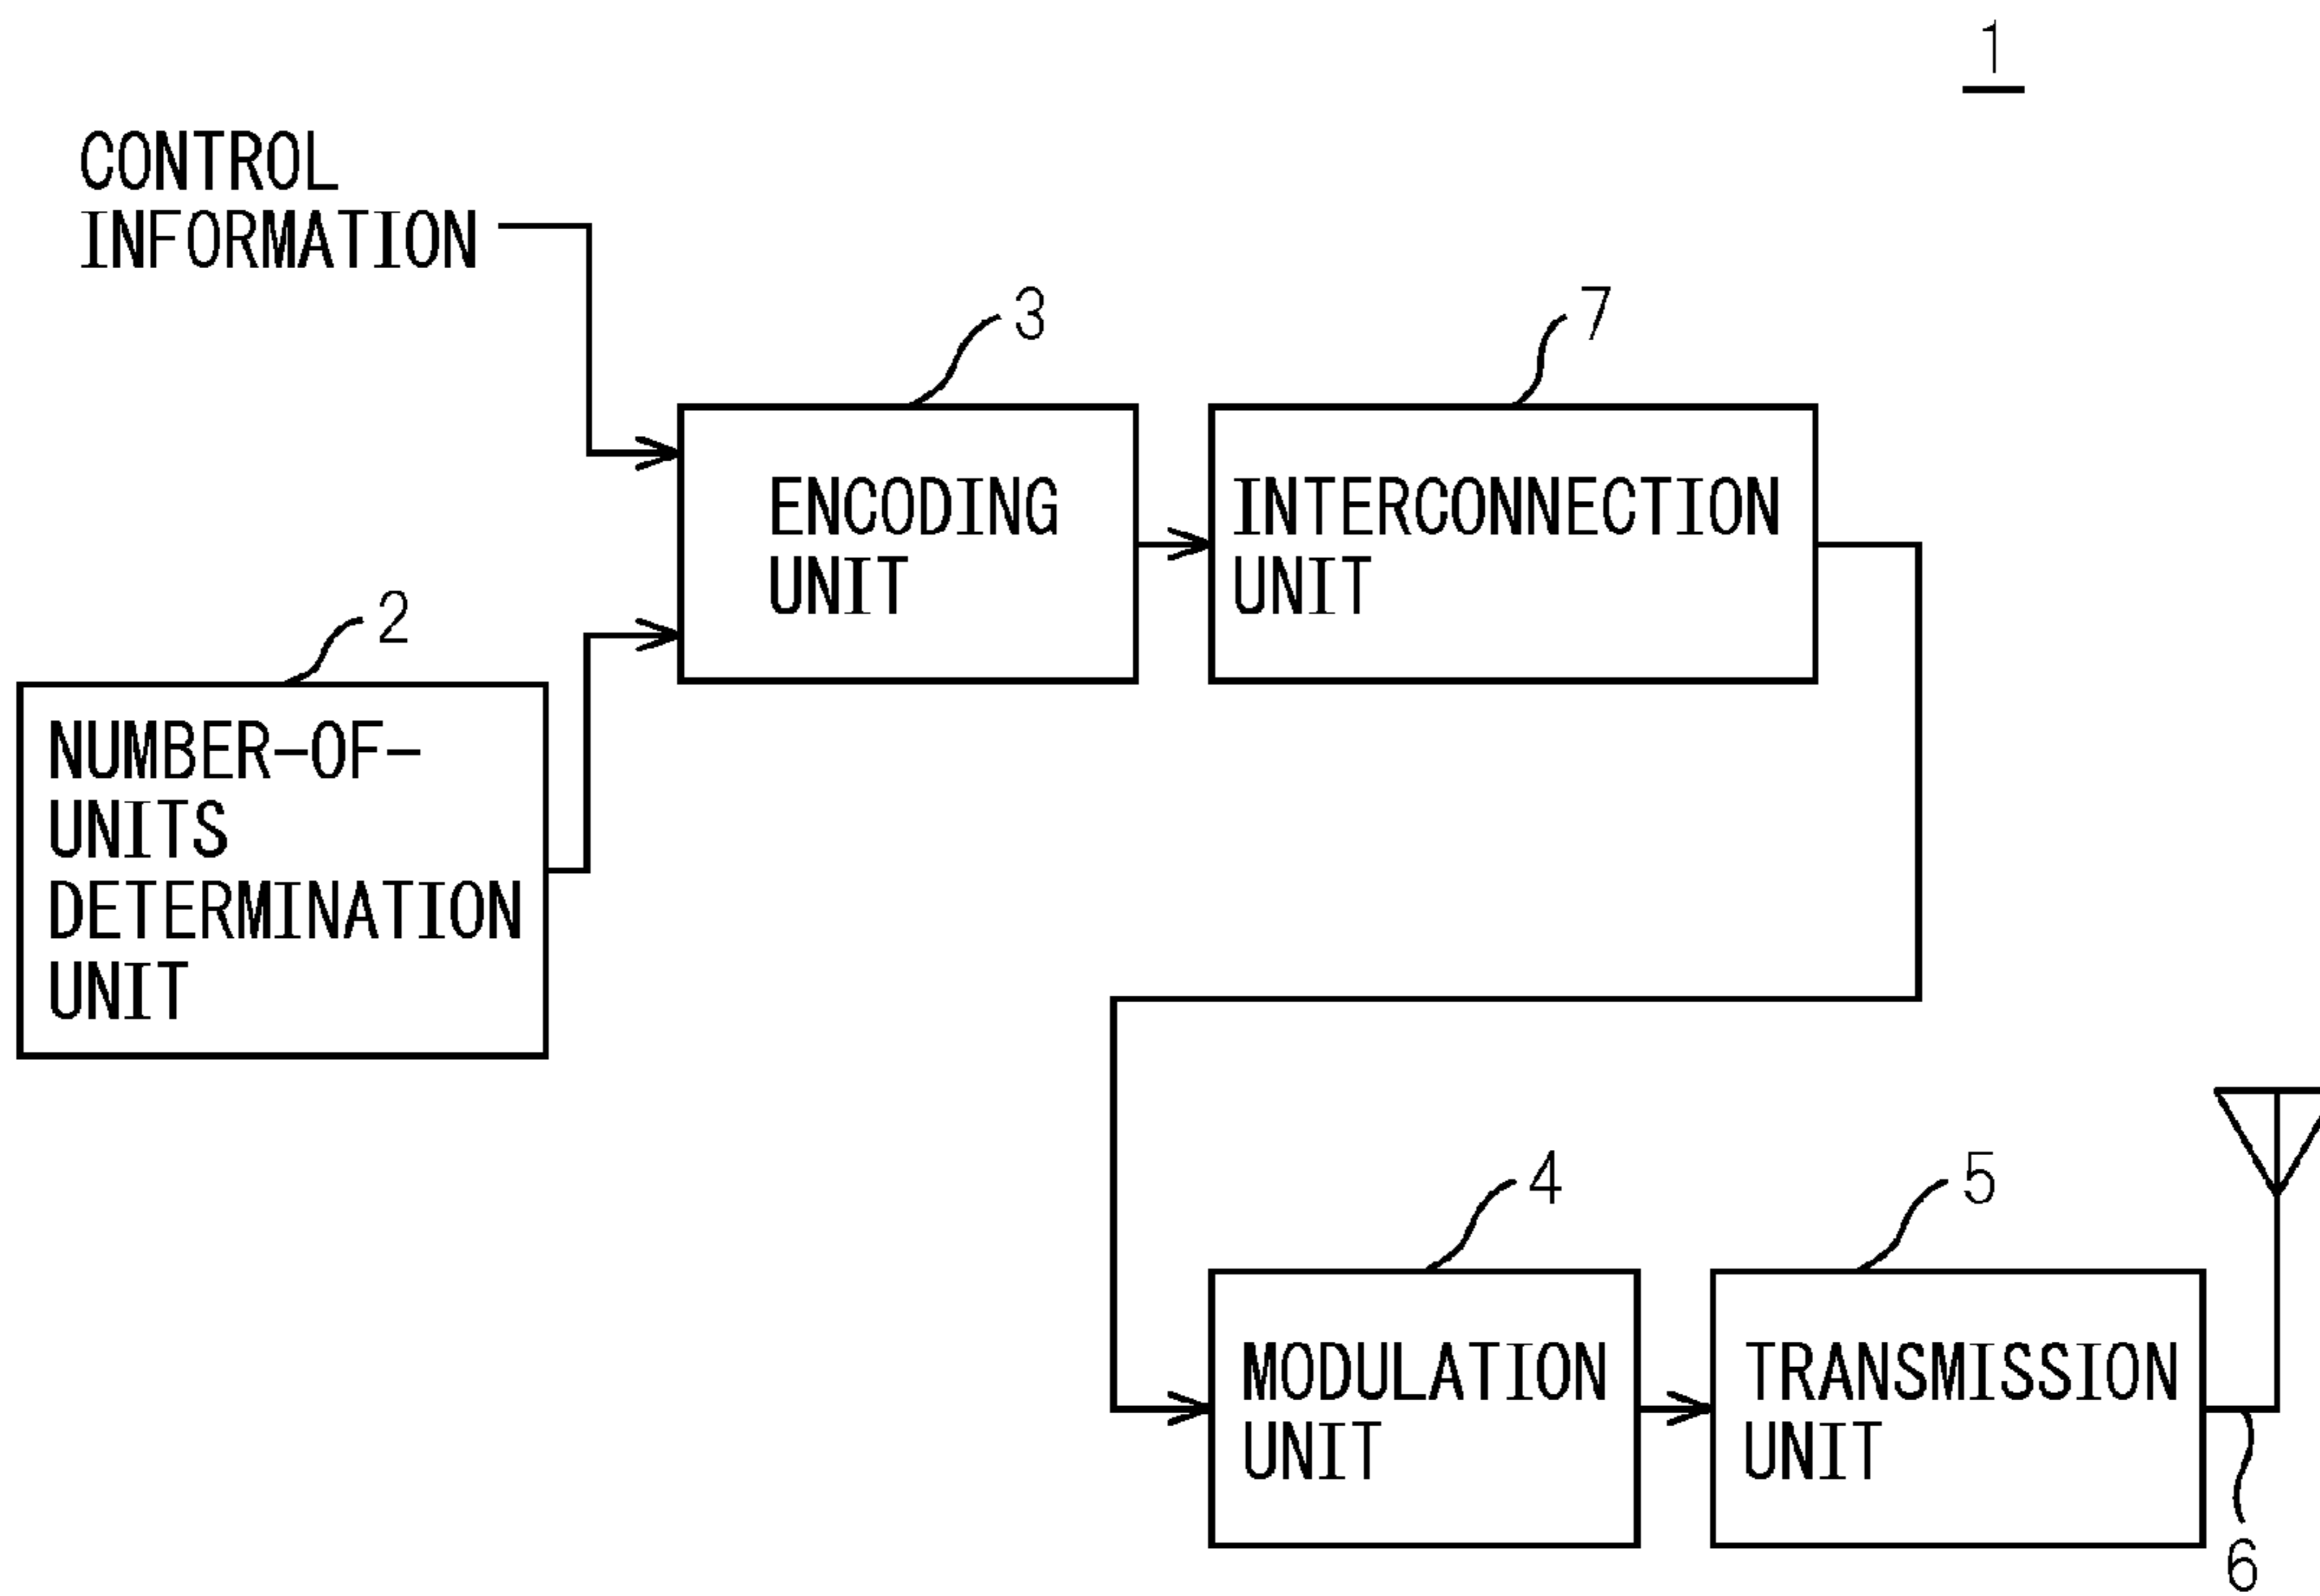 1
CONTROL
INFORMATION
3
7
ENCODING
UNIT
INTERCONNECTION
UNIT
2
NUMBER-OF-
UNITS
DETERMINATION
UNIT
4
5
MODULATION
UNIT
TRANSMISSION
UNIT
6